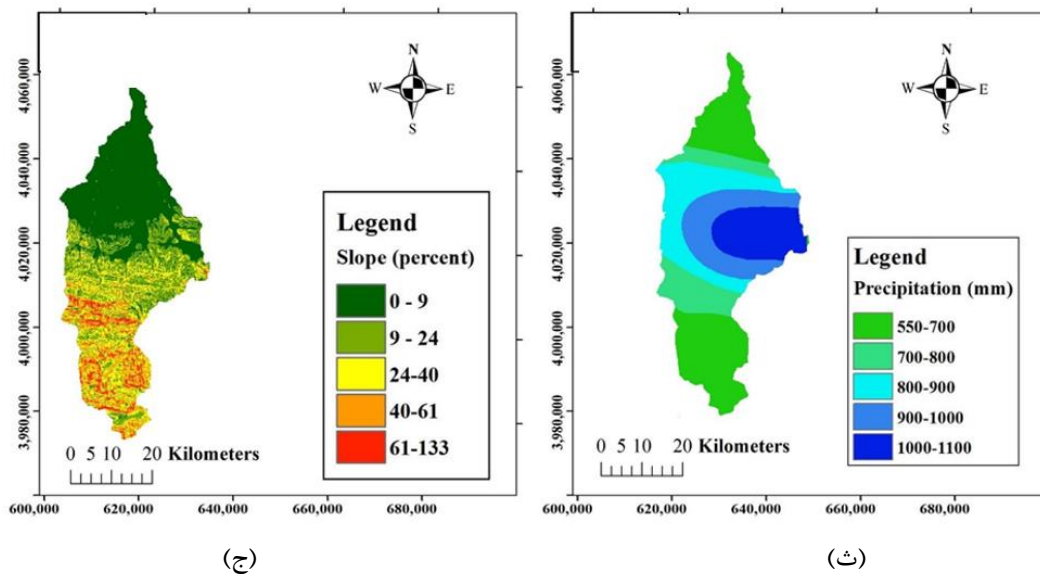 N
W E
S
4,060,000
4,040,000
4,020,000
4,000,000
3,980,000
Legend
Slope (percent)
0 - 9
9 - 24
24-40
40-61
61-133
0 5 10 20 Kilometers
600,000 620,000 640,000 660,000 680,000
(ج)
N
W E
S
4,060,000
4,040,000
4,020,000
4,000,000
3,980,000
Legend
Precipitation (mm)
550-700
700-800
800-900
900-1000
1000-1100
0 5 10 20 Kilometers
600,000 620,000 640,000 660,000 680,000
(ث)